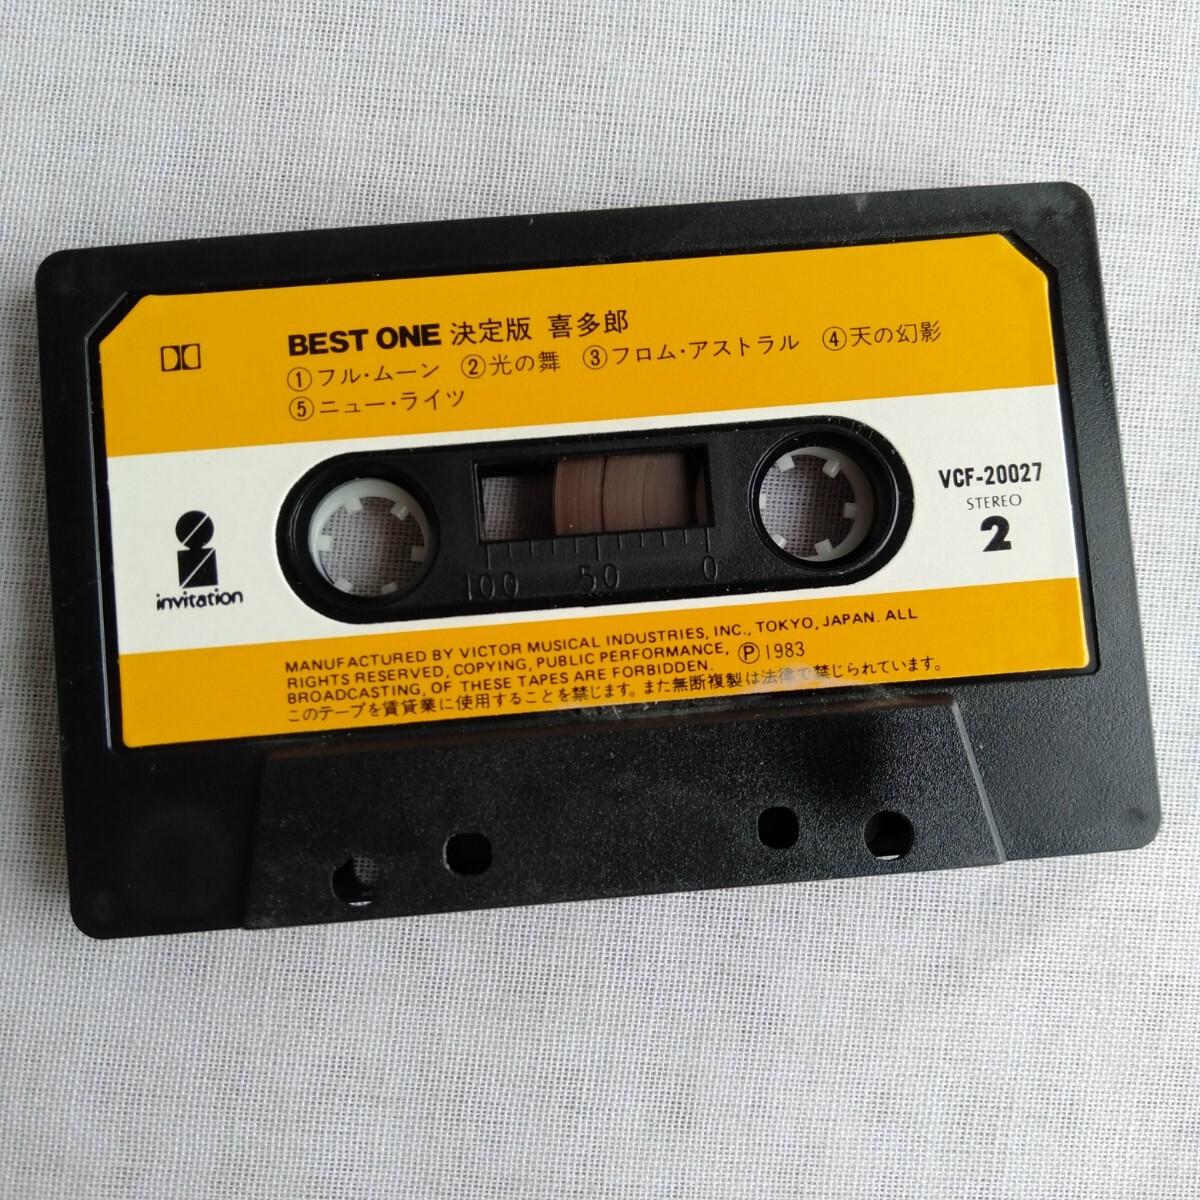 BEST ONE 決定版 喜多郎
①フル・ムーン ②光の舞 ③フロム・アストラル ④天の幻影
⑤ニュー・ライツ
VCF-20027
STEREO
2
invitation
100 50 0
MANUFACTURED BY VICTOR MUSICAL INDUSTRIES, INC., TOKYO, JAPAN. ALL
RIGHTS RESERVED, COPYING, PUBLIC PERFORMANCE, Ⓟ1983
BROADCASTING, OF THESE TAPES ARE FORBIDDEN.
このテープを賃貸業に使用することを禁じます。また無断複製は法律で禁じられています。